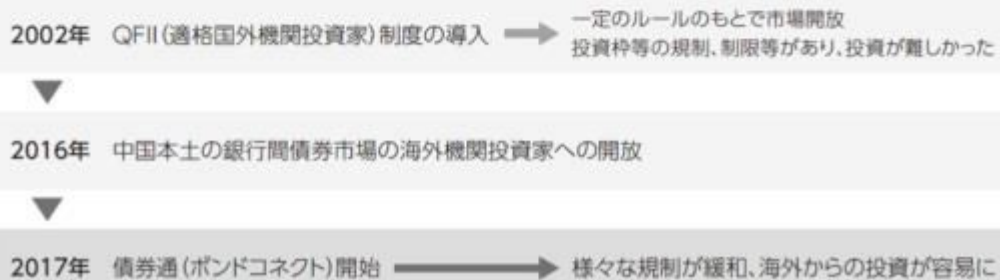 2002年 QFII（適格国外機関投資家）制度の導入
一定のルールのもとで市場開放
投資枠等の規制、制限等があり、投資が難しかった
2016年 中国本土の銀行間債券市場の海外機関投資家への開放
2017年 債券通（ボンドコネクト）開始
様々な規制が緩和、海外からの投資が容易に